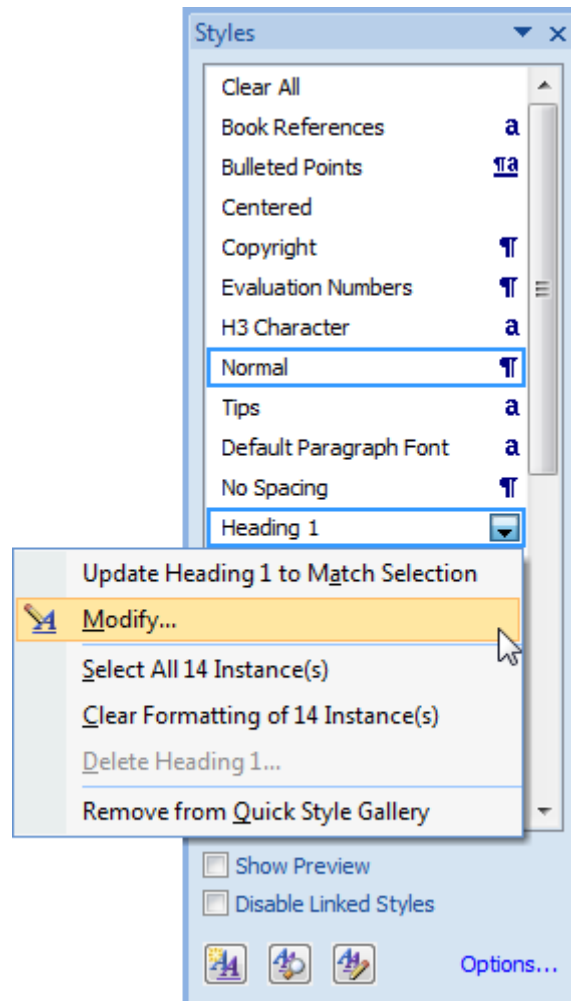 Styles
Clear All
Book References a
Bulleted Points ¶a
Centered
Copyright ¶
Evaluation Numbers ¶
H3 Character a
Normal ¶
Tips a
Default Paragraph Font a
No Spacing ¶
Heading 1
Update Heading 1 to Match Selection
Modify...
Select All 14 Instance(s)
Clear Formatting of 14 Instance(s)
Delete Heading 1...
Remove from Quick Style Gallery
Show Preview
Disable Linked Styles
Options...